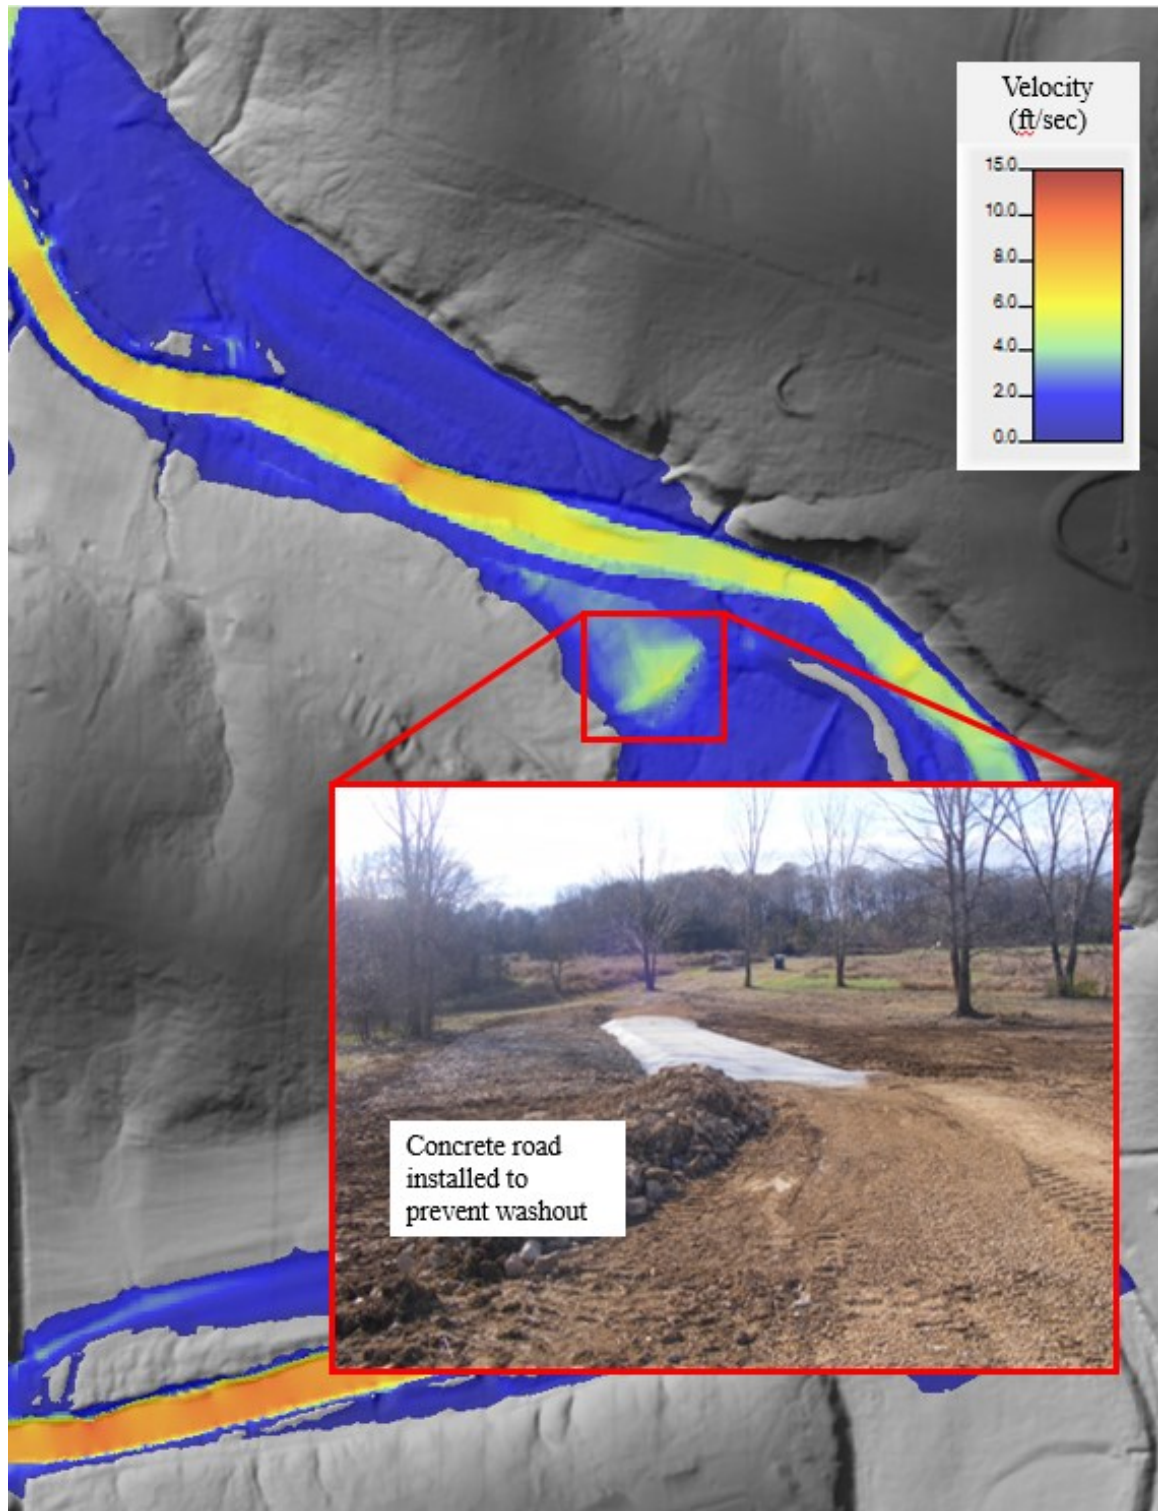 Velocity
(ft/sec)
15.0
10.0
8.0
6.0
4.0
2.0
0.0
Concrete road
installed to
prevent washout